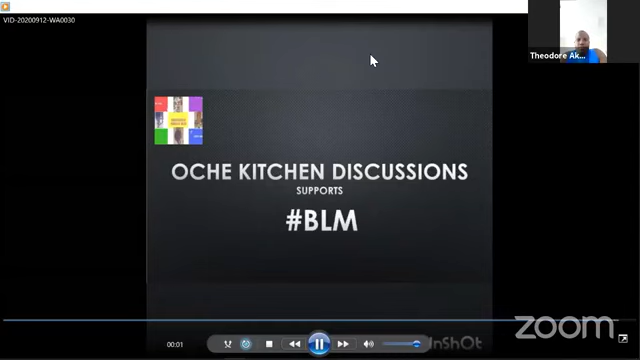 VID-20200912-WA0030
Theodore Ak...
OCHE KITCHEN DISCUSSIONS
SUPPORTS
#BLM
00:01
InShOt
zoom